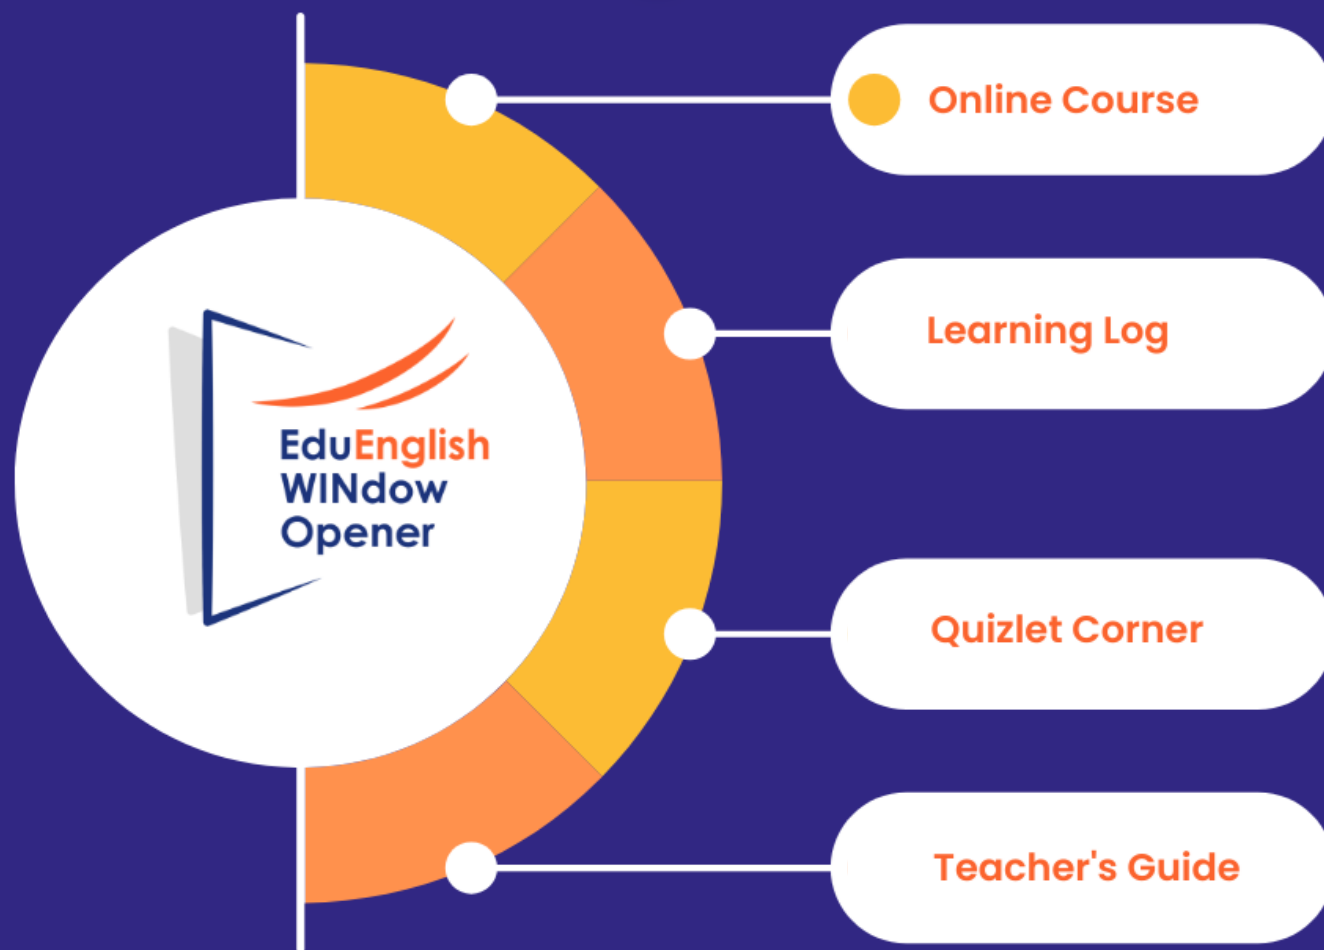 Online Course
Learning Log
EduEnglish
WINdow
Opener
Quizlet Corner
Teacher's Guide